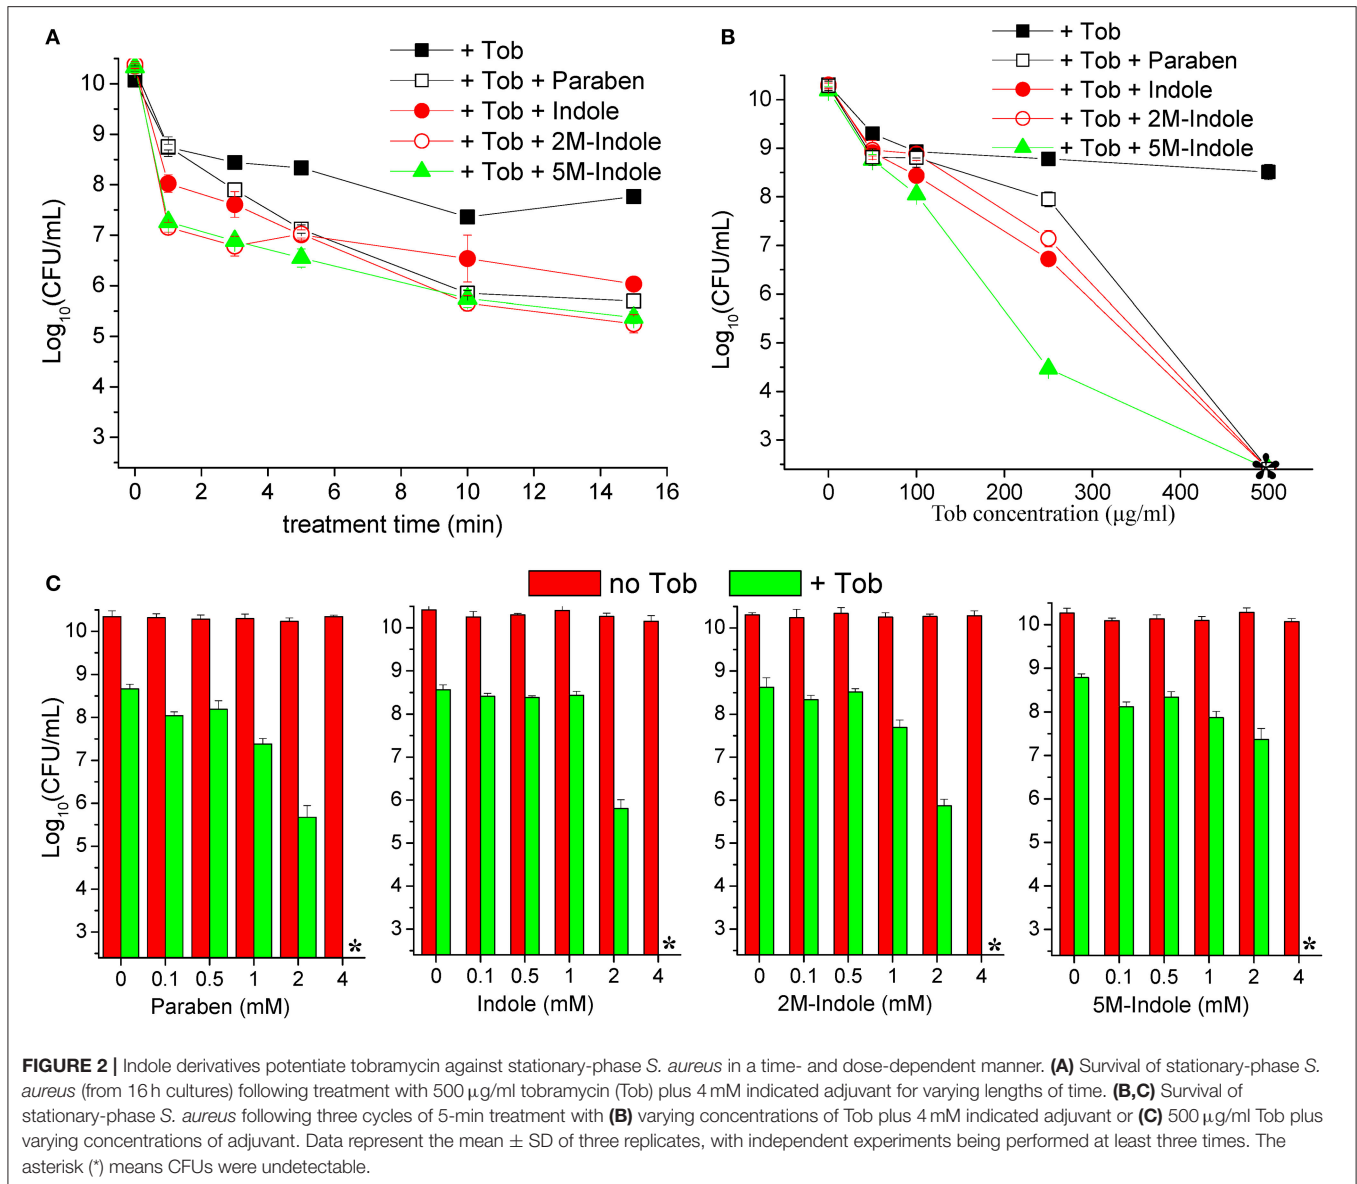 A
+ Tob
+ Tob + Paraben
+ Tob + Indole
+ Tob + 2M-Indole
+ Tob + 5M-Indole
10
9
8
7
6
5
4
3
Log10(CFU/mL)
0 2 4 6 8 10 12 14 16
treatment time (min)
B
+ Tob
+ Tob + Paraben
+ Tob + Indole
+ Tob + 2M-Indole
+ Tob + 5M-Indole
10
9
8
7
6
5
4
3
Log10(CFU/mL)
*
0 100 200 300 400 500
Tob concentration (μg/ml)
C
no Tob + Tob
10
9
8
7
6
5
4
3
Log10(CFU/mL)
*
0 0.1 0.5 1 2 4
Paraben (mM)
10
9
8
7
6
5
4
3
*
0 0.1 0.5 1 2 4
Indole (mM)
10
9
8
7
6
5
4
3
*
0 0.1 0.5 1 2 4
2M-Indole (mM)
10
9
8
7
6
5
4
3
*
0 0.1 0.5 1 2 4
5M-Indole (mM)
FIGURE 2 | Indole derivatives potentiate tobramycin against stationary-phase S. aureus in a time- and dose-dependent manner. (A) Survival of stationary-phase S.
aureus (from 16 h cultures) following treatment with 500 μg/ml tobramycin (Tob) plus 4 mM indicated adjuvant for varying lengths of time. (B,C) Survival of
stationary-phase S. aureus following three cycles of 5-min treatment with (B) varying concentrations of Tob plus 4 mM indicated adjuvant or (C) 500 μg/ml Tob plus
varying concentrations of adjuvant. Data represent the mean ± SD of three replicates, with independent experiments being performed at least three times. The
asterisk (*) means CFUs were undetectable.